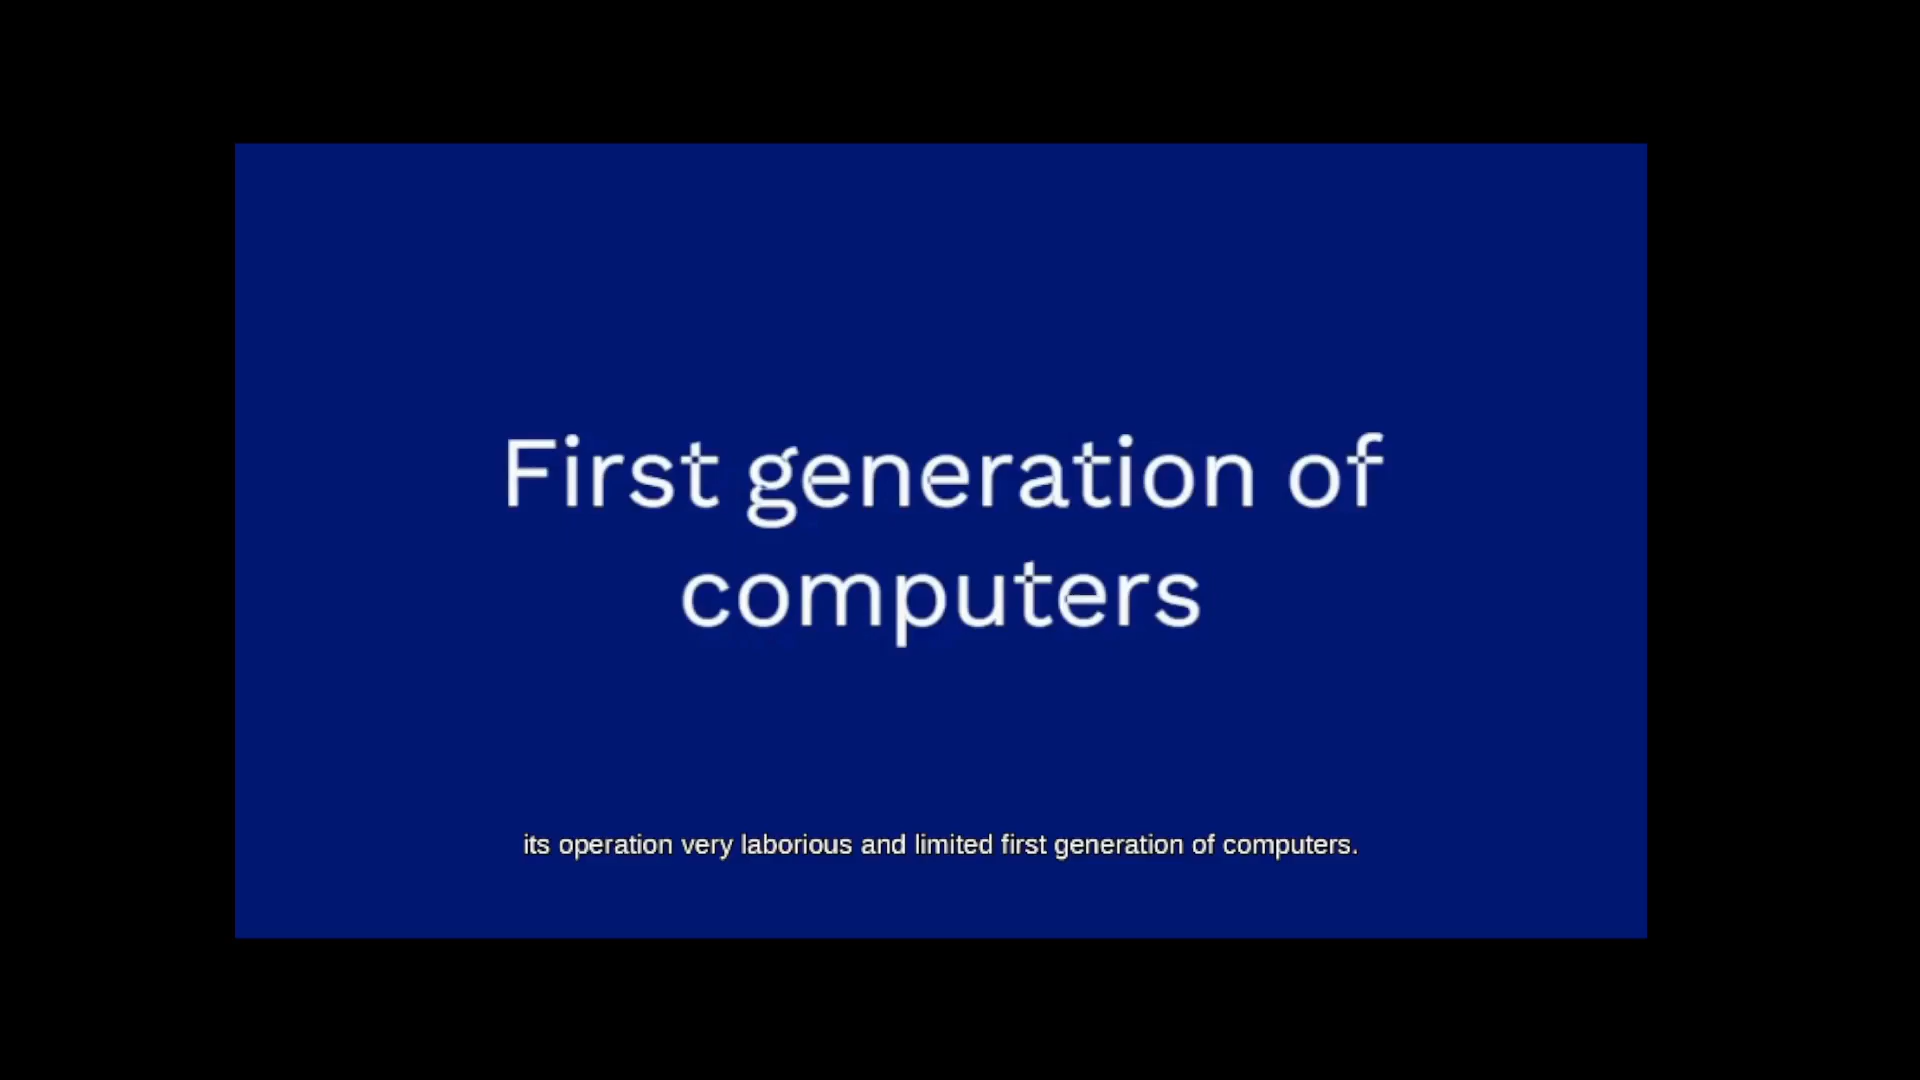 First generation of
computers
its operation very laborious and limited first generation of computers.